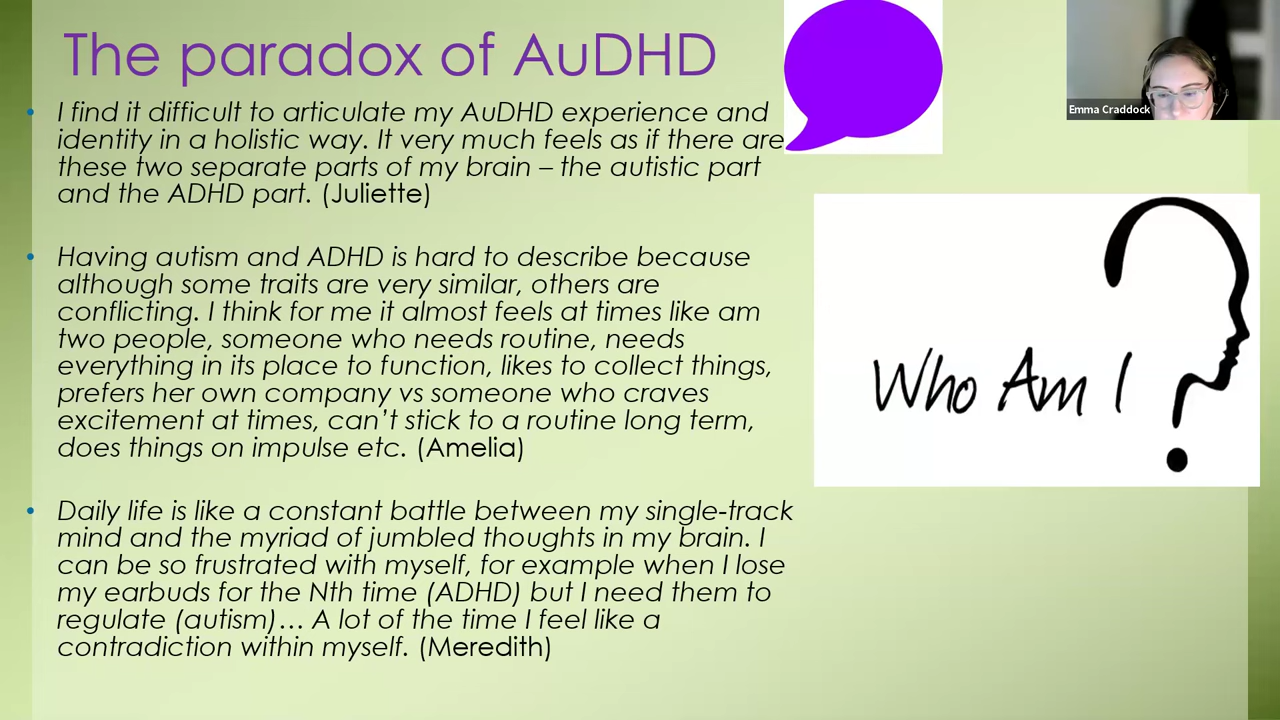 The paradox of AuDHD
• I find it difficult to articulate my AuDHD experience and
identity in a holistic way. It very much feels as if there are
these two separate parts of my brain – the autistic part
and the ADHD part. (Juliette)
• Having autism and ADHD is hard to describe because
although some traits are very similar, others are
conflicting. I think for me it almost feels at times like am
two people, someone who needs routine, needs
everything in its place to function, likes to collect things,
prefers her own company vs someone who craves
excitement at times, can’t stick to a routine long term,
does things on impulse etc. (Amelia)
• Daily life is like a constant battle between my single-track
mind and the myriad of jumbled thoughts in my brain. I
can be so frustrated with myself, for example when I lose
my earbuds for the Nth time (ADHD) but I need them to
regulate (autism)… A lot of the time I feel like a
contradiction within myself. (Meredith)
Emma Craddock
Who Am I